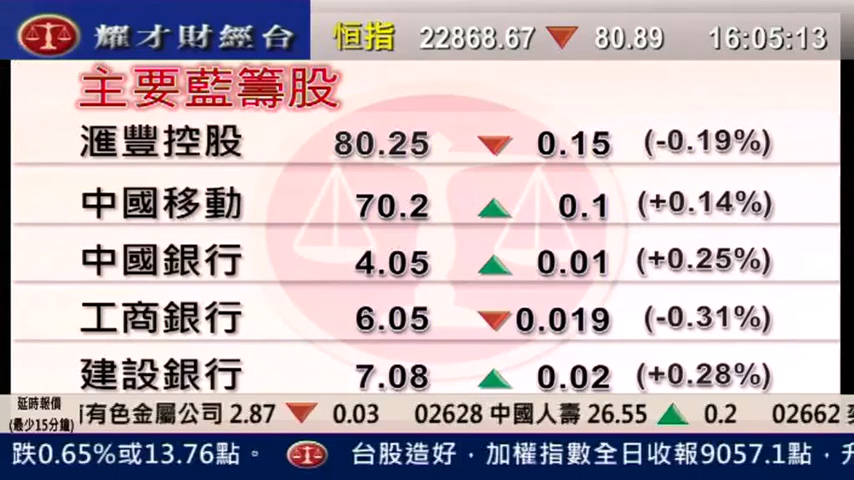 耀才財經台 恒指 22868.67 ▼ 80.89 16:05:13
主要藍籌股
滙豐控股 80.25 ▼ 0.15 (-0.19%)
中國移動 70.2 ▲ 0.1 (+0.14%)
中國銀行 4.05 ▲ 0.01 (+0.25%)
工商銀行 6.05 ▼ 0.019 (-0.31%)
建設銀行 7.08 ▲ 0.02 (+0.28%)
延時報價
(最少15分鐘)
有色金屬公司 2.87 ▼ 0.03 02628 中國人壽 26.55 ▲ 0.2 02662
跌0.65%或13.76點。 台股造好，加權指數全日收報9057.1點，升